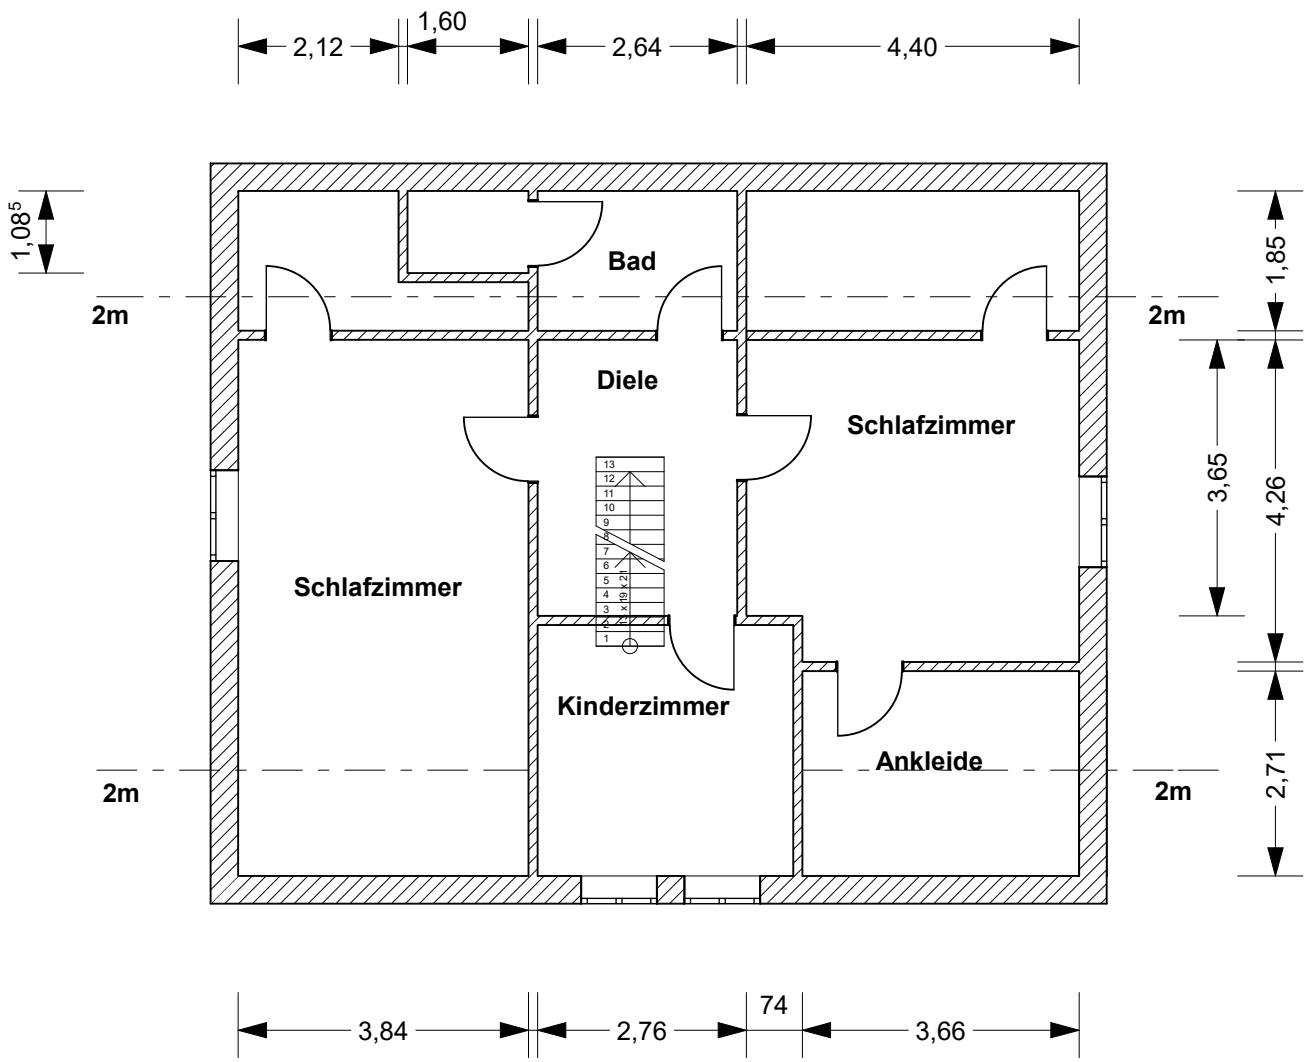 1,60
2,12
2,64
4,40
1,08⁵
Bad
1,85
2m
2m
Diele
Schlafzimmer
3,65
4,26
13
12
11
10
9
8
7
6
5
4
3
2
1
Schlafzimmer
Kinderzimmer
Ankleide
2,71
2m
2m
74
3,84
2,76
3,66